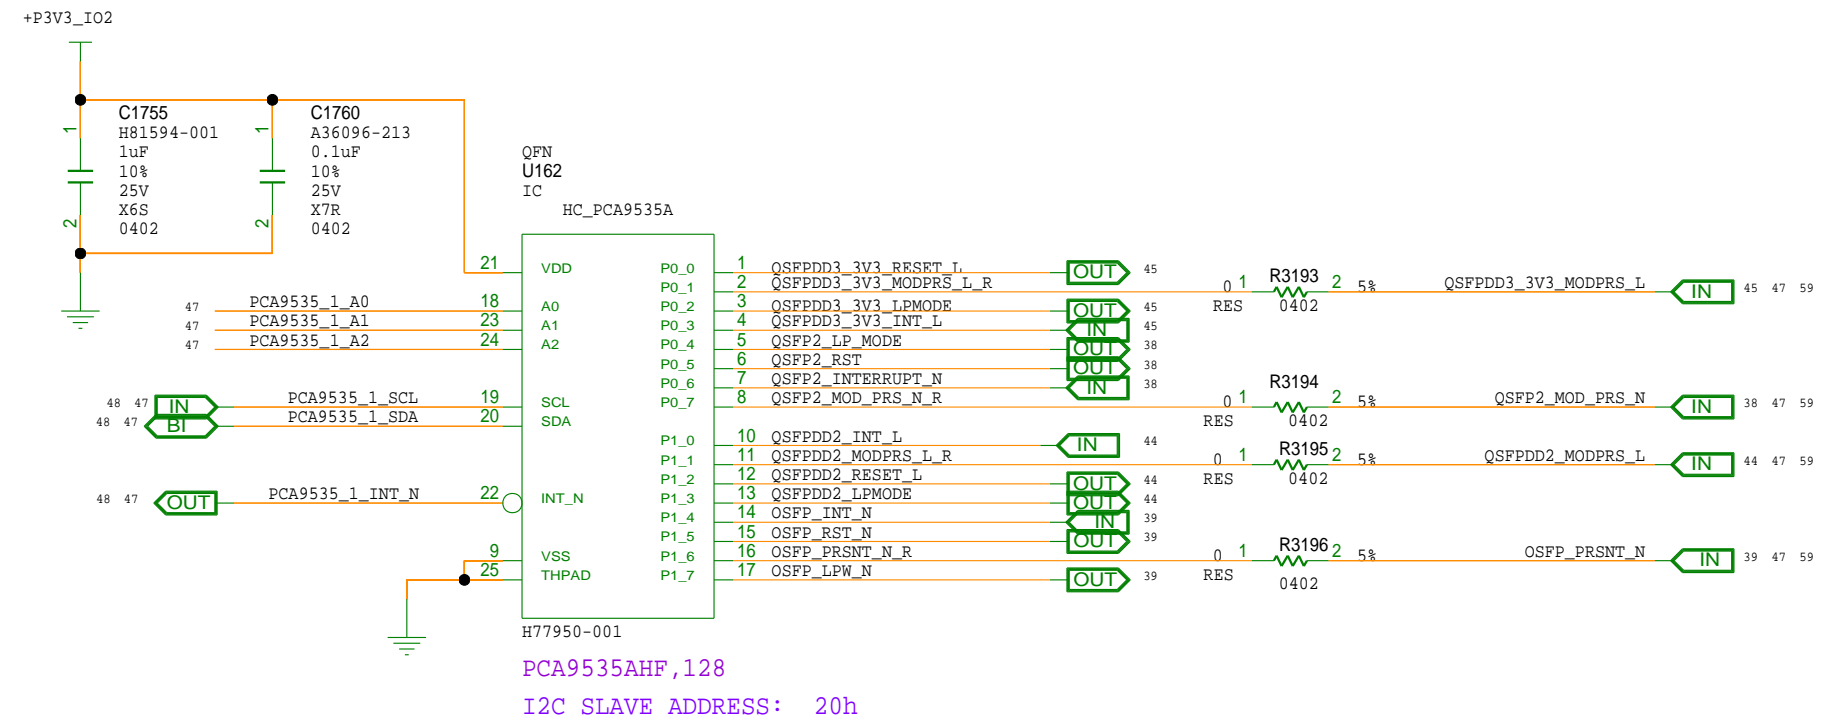 +P3V3_IO2
C1755
H81594-001
1uF
10%
25V
X6S
0402
1
2
C1760
A36096-213
0.1uF
10%
25V
X7R
0402
1
2
QFN
U162
IC
HC_PCA9535A
21 VDD
47 PCA9535_1_A0 18 A0
47 PCA9535_1_A1 23 A1
47 PCA9535_1_A2 24 A2
48 47 IN PCA9535_1_SCL 19 SCL
48 47 BI PCA9535_1_SDA 20 SDA
48 47 OUT PCA9535_1_INT_N 22 INT_N
9 VSS
25 THPAD
P0_0 1 QSFPDD3_3V3_RESET_L OUT 45
P0_1 2 QSFPDD3_3V3_MODPRS_L_R 0 1 R3193 2 5% QSFPDD3_3V3_MODPRS_L IN 45 47 59
RES 0402
P0_2 3 QSFPDD3_3V3_LPMODE OUT 45
P0_3 4 QSFPDD3_3V3_INT_L IN 45
P0_4 5 QSFP2_LP_MODE OUT 38
P0_5 6 QSFP2_RST OUT 38
P0_6 7 QSFP2_INTERRUPT_N IN 38
P0_7 8 QSFP2_MOD_PRS_N_R 0 1 R3194 2 5% QSFP2_MOD_PRS_N IN 38 47 59
RES 0402
P1_0 10 QSFPDD2_INT_L IN 44
P1_1 11 QSFPDD2_MODPRS_L_R 0 1 R3195 2 5% QSFPDD2_MODPRS_L IN 44 47 59
RES 0402
P1_2 12 QSFPDD2_RESET_L OUT 44
P1_3 13 QSFPDD2_LPMODE OUT 44
P1_4 14 OSFP_INT_N IN 39
P1_5 15 OSFP_RST_N OUT 39
P1_6 16 OSFP_PRSNT_N_R 0 1 R3196 2 5% OSFP_PRSNT_N IN 39 47 59
RES 0402
P1_7 17 OSFP_LPW_N OUT 39
H77950-001
PCA9535AHF,128
I2C SLAVE ADDRESS: 20h